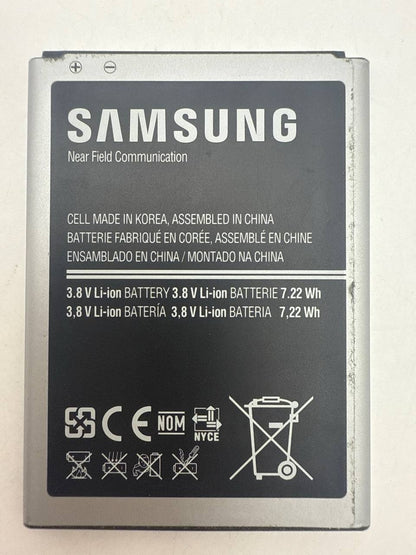 SAMSUNG
Near Field Communication
CELL MADE IN KOREA, ASSEMBLED IN CHINA
BATTERIE FABRIQUÉ EN CORÉE, ASSEMBLÉ EN CHINE
ENSAMBLADO EN CHINA / MONTADO NA CHINA
3.8 V Li-ion BATTERY 3.8 V Li-ion BATTERIE 7.22 Wh
3,8 V Li-ion BATERÍA 3,8 V Li-ion BATERIA 7,22 Wh
CE NOM NYCE